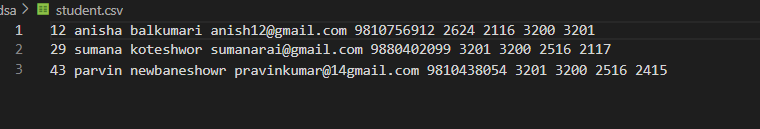 dsa > student.csv
1 12 anisha balkumari anish12@gmail.com 9810756912 2624 2116 3200 3201
2 29 sumana koteshwor sumanarai@gmail.com 9880402099 3201 3200 2516 2117
3 43 parvin newbaneshowr pravinkumar@14gmail.com 9810438054 3201 3200 2516 2415